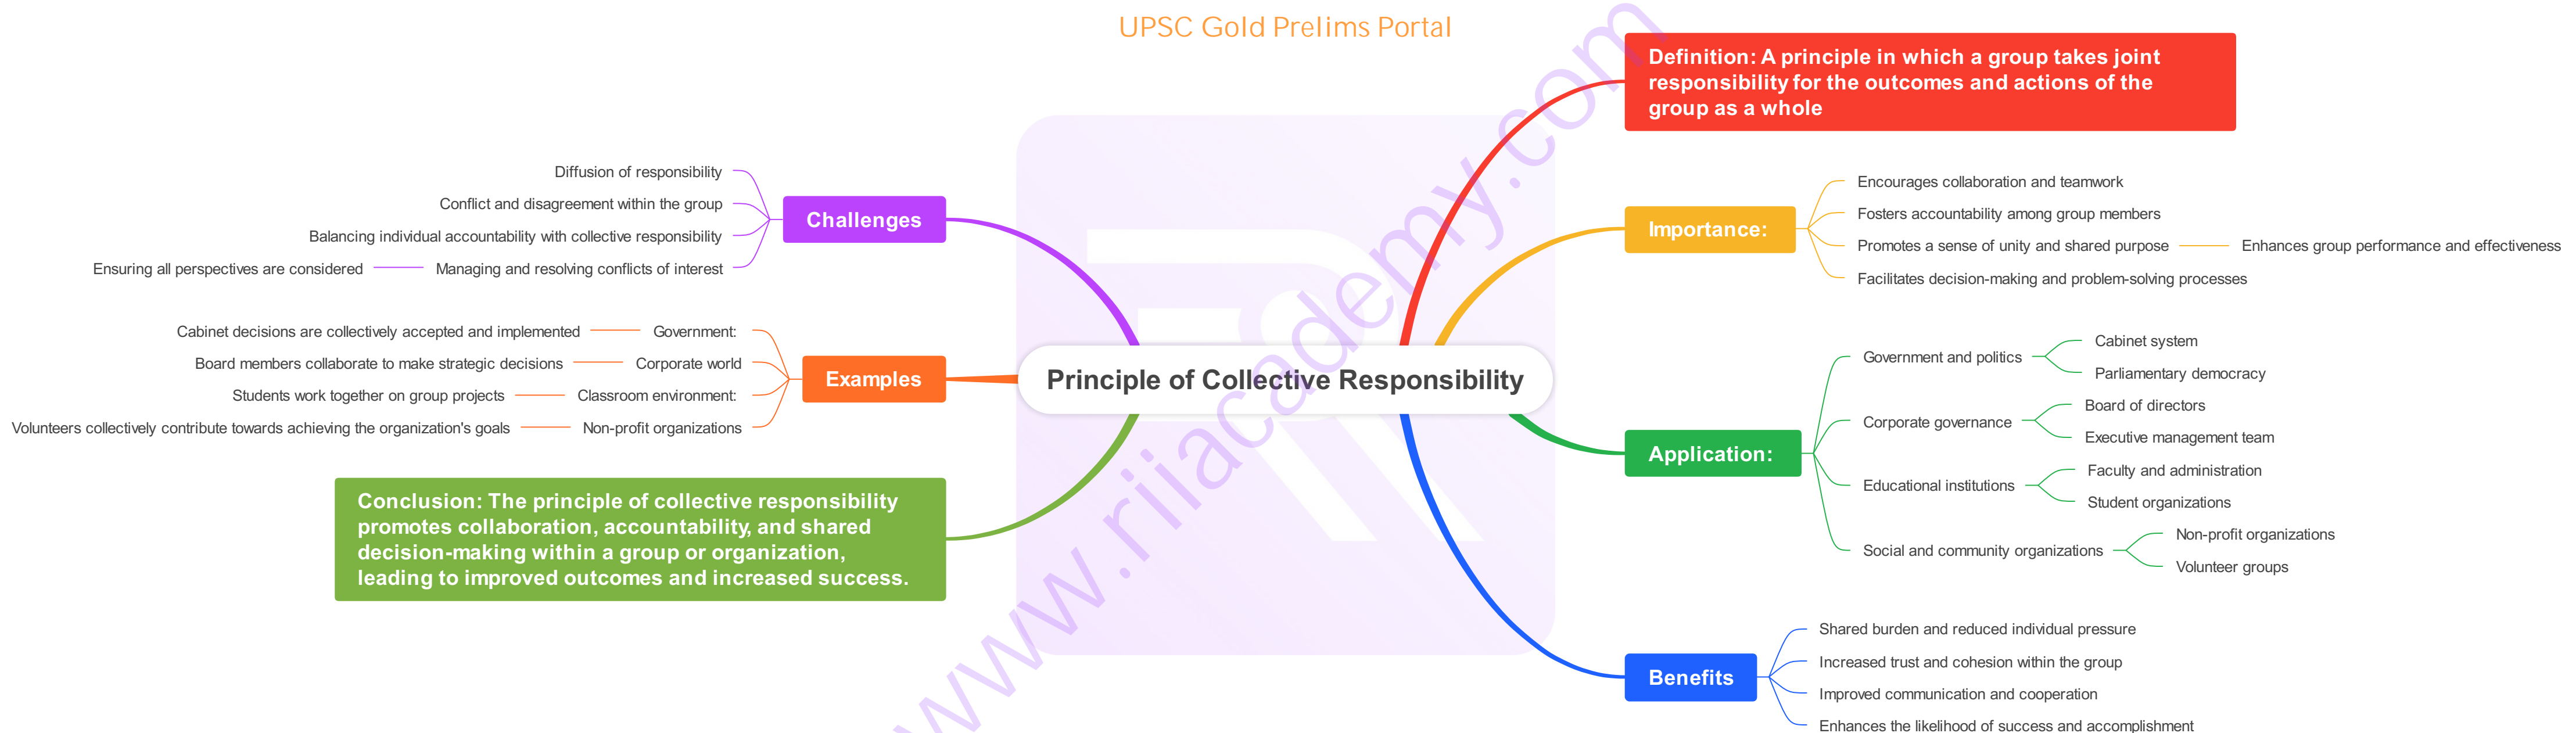 UPSC Gold Prelims Portal
Principle of Collective Responsibility
Definition: A principle in which a group takes joint
responsibility for the outcomes and actions of the
group as a whole
Importance:
Encourages collaboration and teamwork
Fosters accountability among group members
Promotes a sense of unity and shared purpose
Enhances group performance and effectiveness
Facilitates decision-making and problem-solving processes
Application:
Government and politics
Cabinet system
Parliamentary democracy
Corporate governance
Board of directors
Executive management team
Educational institutions
Faculty and administration
Student organizations
Social and community organizations
Non-profit organizations
Volunteer groups
Benefits
Shared burden and reduced individual pressure
Increased trust and cohesion within the group
Improved communication and cooperation
Enhances the likelihood of success and accomplishment
Challenges
Diffusion of responsibility
Conflict and disagreement within the group
Balancing individual accountability with collective responsibility
Managing and resolving conflicts of interest
Ensuring all perspectives are considered
Examples
Government:
Cabinet decisions are collectively accepted and implemented
Corporate world
Board members collaborate to make strategic decisions
Classroom environment:
Students work together on group projects
Non-profit organizations
Volunteers collectively contribute towards achieving the organization's goals
Conclusion: The principle of collective responsibility
promotes collaboration, accountability, and shared
decision-making within a group or organization,
leading to improved outcomes and increased success.